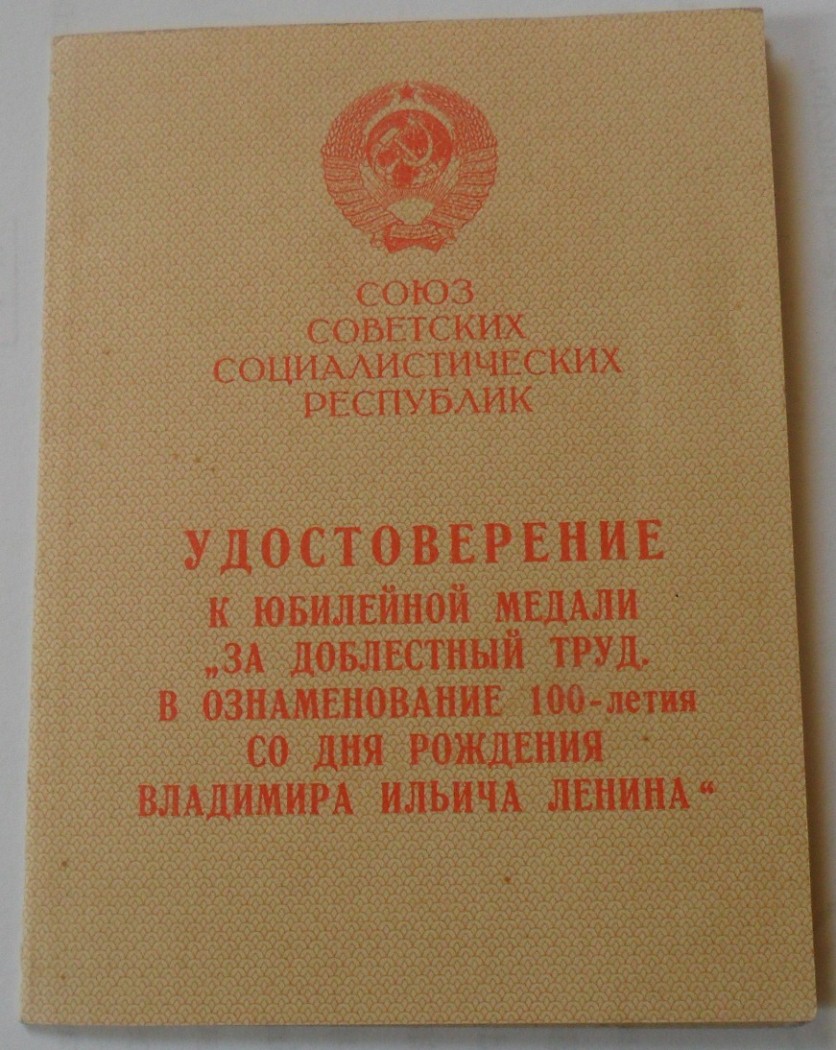 СОЮЗ
СОВЕТСКИХ
СОЦИАЛИСТИЧЕСКИХ
РЕСПУБЛИК
УДОСТОВЕРЕНИЕ
К ЮБИЛЕЙНОЙ МЕДАЛИ
„ЗА ДОБЛЕСТНЫЙ ТРУД.
В ОЗНАМЕНОВАНИЕ 100-летия
СО ДНЯ РОЖДЕНИЯ
ВЛАДИМИРА ИЛЬИЧА ЛЕНИНА“